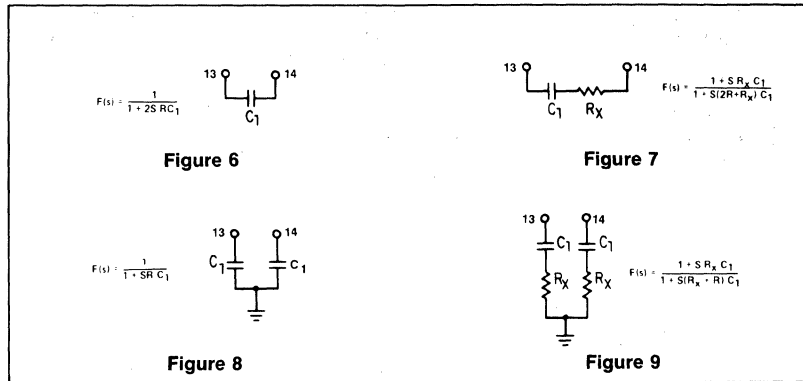 13 14
F(s) = 1 / 1 + 2S RC1
C1
Figure 6
13 14
C1 RX
F(s) = 1 + S RX C1 / 1 + S(2R+RX) C1
Figure 7
13 14
F(s) = 1 / 1 + SR C1
C1 C1
Figure 8
13 14
C1 C1
RX RX
F(s) = 1 + S RX C1 / 1 + S(RX + R) C1
Figure 9